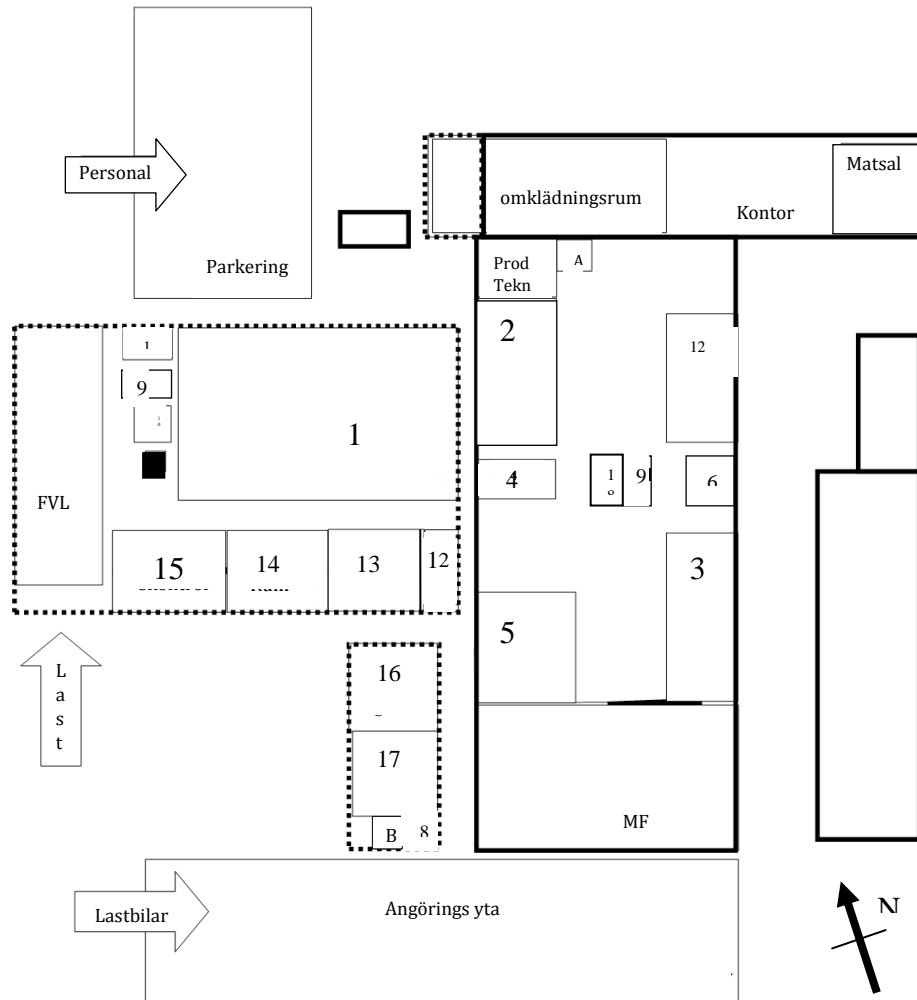 Personal
Parkering
omklädningsrum
Kontor
Matsal
Prod
Tekn
A
2
12
1
9
1
4
9
6
FVL
15
14
13
12
3
5
L
a
s
t
16
17
B
8
MF
Lastbilar
Angörings yta
N